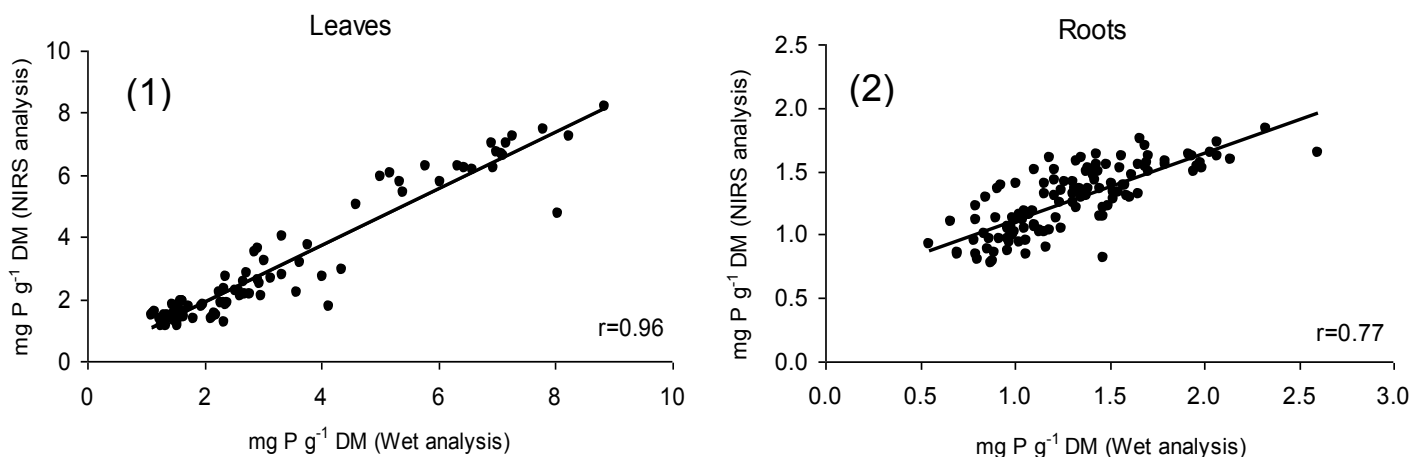 Leaves
(1)
mg P g⁻¹ DM (NIRS analysis)
10
8
6
4
2
0
0 2 4 6 8 10
r=0.96
mg P g⁻¹ DM (Wet analysis)
Roots
(2)
mg P g⁻¹ DM (NIRS analysis)
2.5
2.0
1.5
1.0
0.5
0.0
0.0 0.5 1.0 1.5 2.0 2.5 3.0
r=0.77
mg P g⁻¹ DM (Wet analysis)